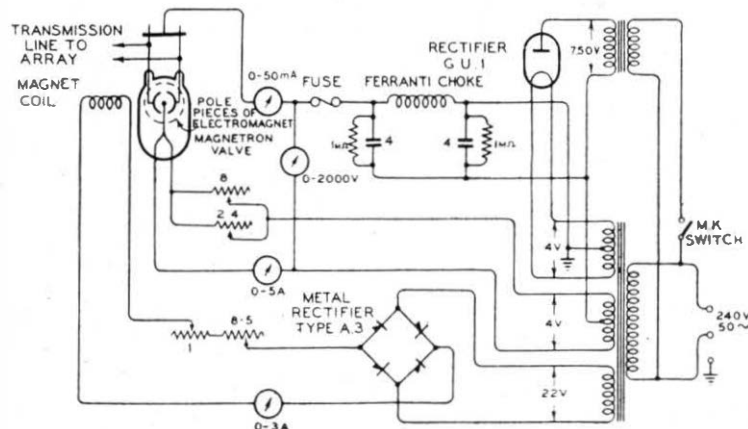 TRANSMISSION
LINE TO
ARRAY
MAGNET
COIL
POLE
PIECES OF
ELECTROMAGNET
MAGNETRON
VALVE
0-50mA
FUSE
FERRANTI CHOKE
RECTIFIER
G.U.1
750V
1MΩ
4
4
1MΩ
0-2000V
8
2 4
0-5A
4V
M.K
SWITCH
METAL
RECTIFIER
TYPE A.3
4V
240V
50~
1
8·5
22V
0-3A